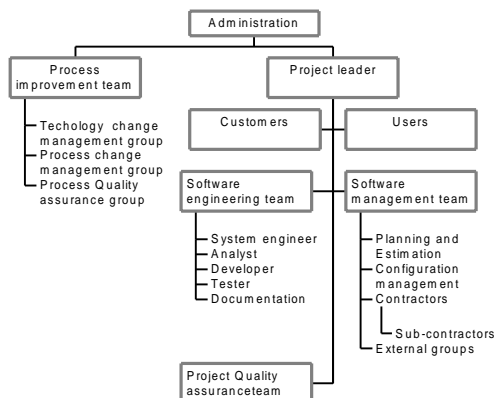 Administration
Process
improvement team
Project leader
Techology change
management group
Process change
management group
Process Quality
assurance group
Customers
Users
Software
engineering team
System engineer
Analyst
Developer
Tester
Documentation
Software
management team
Planning and
Estimation
Configuration
management
Contractors
Sub-contractors
External groups
Project Quality
assuranceteam